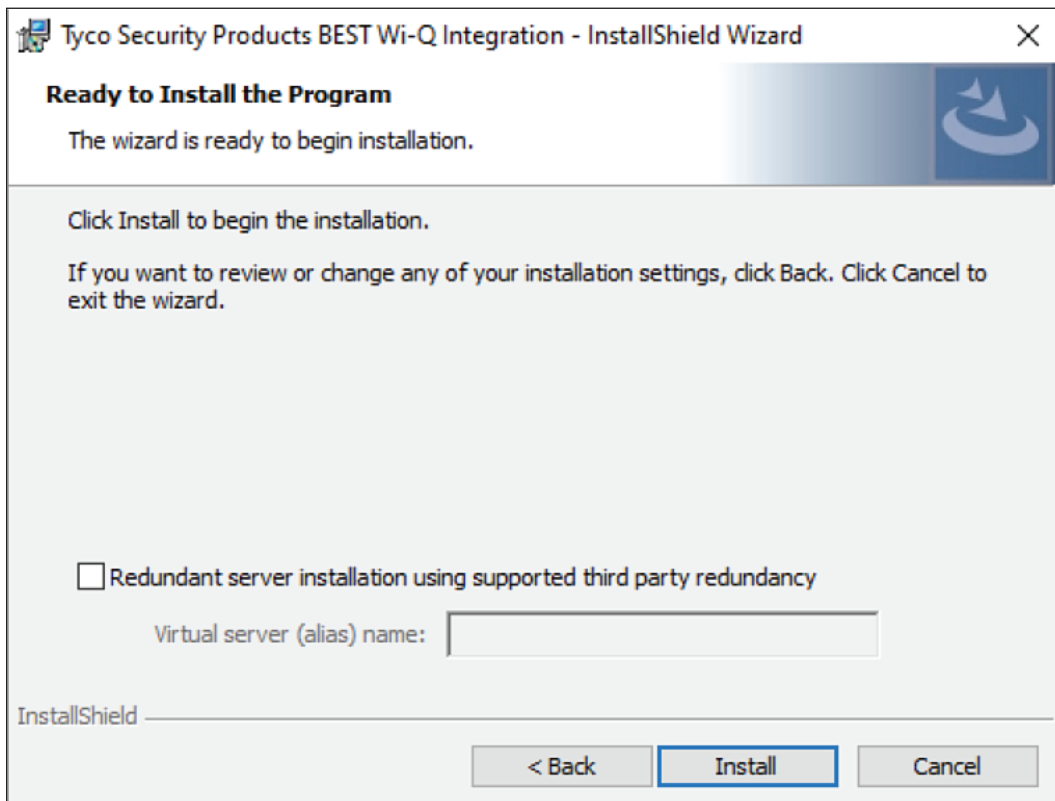 Tyco Security Products BEST Wi-Q Integration - InstallShield Wizard
Ready to Install the Program
The wizard is ready to begin installation.
Click Install to begin the installation.
If you want to review or change any of your installation settings, click Back. Click Cancel to
exit the wizard.
Redundant server installation using supported third party redundancy
Virtual server (alias) name:
InstallShield
< Back
Install
Cancel